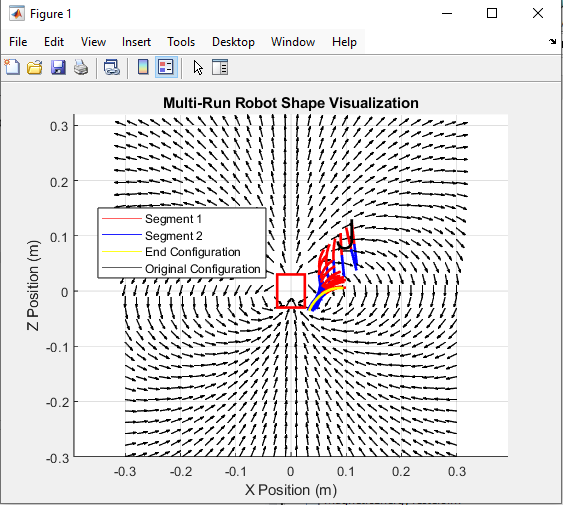 Figure 1
File Edit View Insert Tools Desktop Window Help
Multi-Run Robot Shape Visualization
0.3
0.2
0.1
0
-0.1
-0.2
-0.3
Z Position (m)
Segment 1
Segment 2
End Configuration
Original Configuration
-0.3 -0.2 -0.1 0 0.1 0.2 0.3
X Position (m)